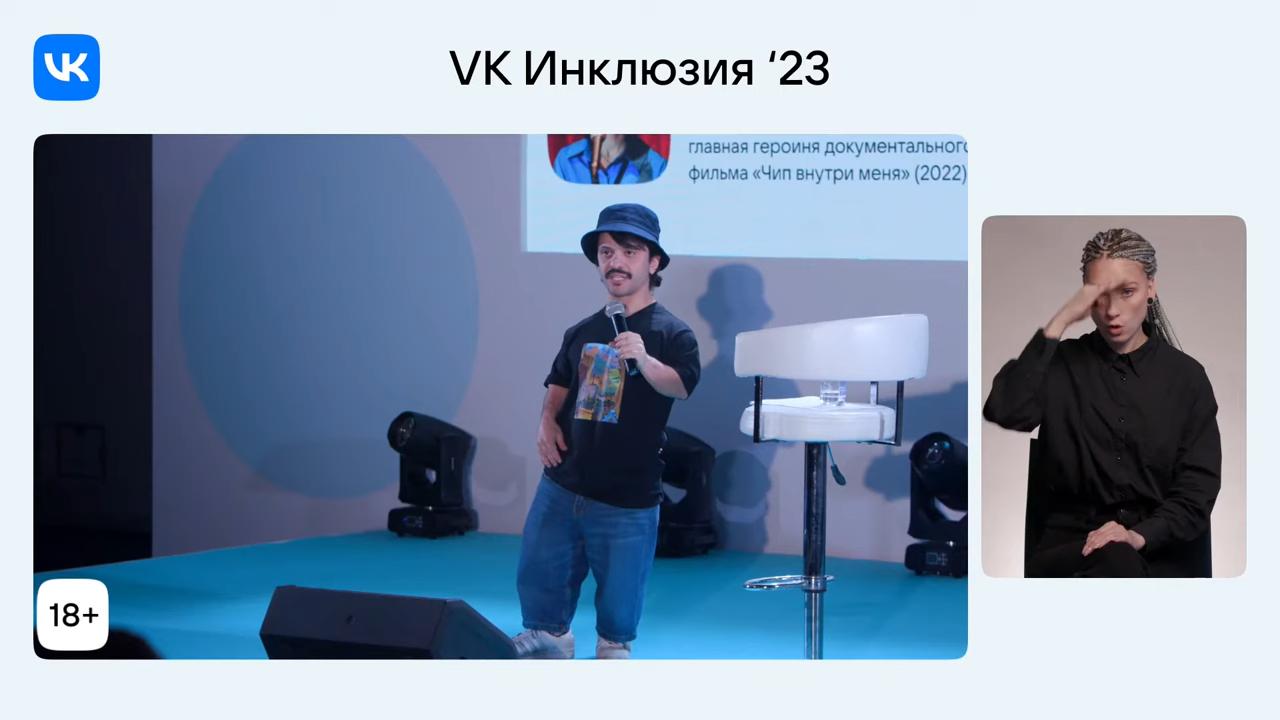 VK
VK Инклюзия ‘23
главная героиня документального
фильма «Чип внутри меня» (2022)
18+